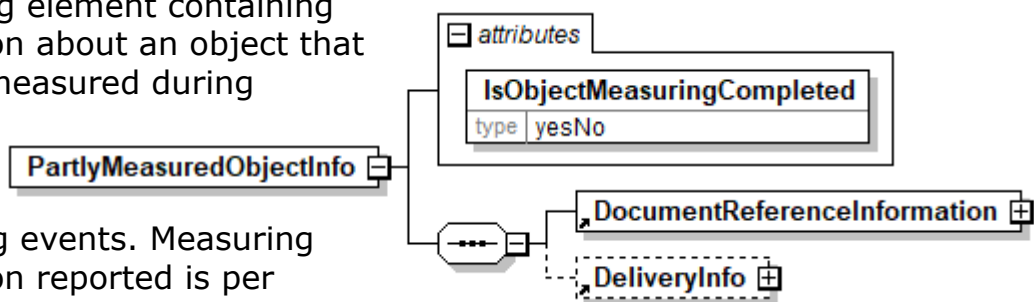 g element containing
on about an object that
measured during
attributes
IsObjectMeasuringCompleted
type yesNo
PartlyMeasuredObjectInfo
DocumentReferenceInformation
g events. Measuring
on reported is per
DeliveryInfo